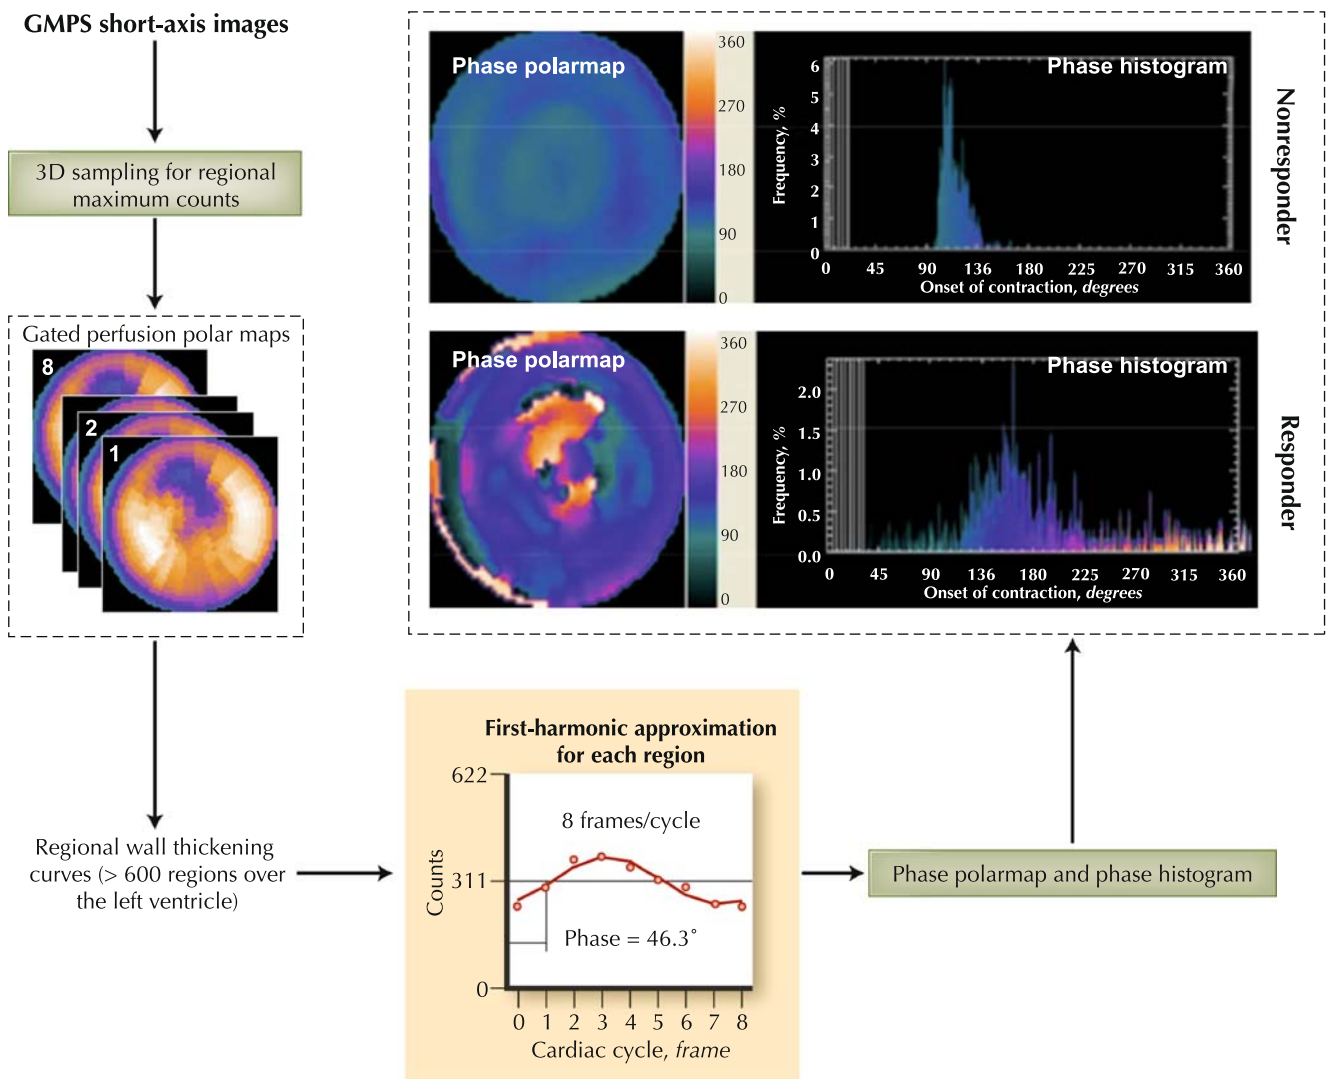 GMPS short-axis images
3D sampling for regional
maximum counts
Gated perfusion polar maps
8
2
1
Regional wall thickening
curves (> 600 regions over
the left ventricle)
First-harmonic approximation
for each region
622
311
0
Counts
8 frames/cycle
Phase = 46.3°
0 1 2 3 4 5 6 7 8
Cardiac cycle, frame
Phase polarmap and phase histogram
Phase polarmap
360
270
180
90
0
Phase histogram
Frequency, %
6
5
4
3
2
1
0
0 45 90 136 180 225 270 315 360
Onset of contraction, degrees
Nonresponder
Phase polarmap
360
270
180
90
0
Phase histogram
Frequency, %
2.0
1.5
1.0
0.5
0.0
0 45 90 136 180 225 270 315 360
Onset of contraction, degrees
Responder